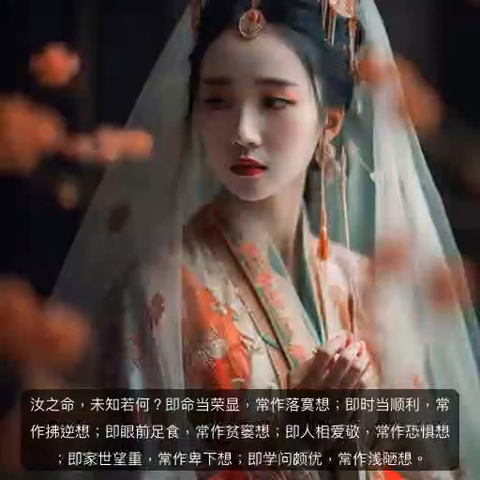 汝之命，未知若何？即命当荣显，常作落寞想；即时当顺利，常
作拂逆想；即眼前足食，常作贫窭想；即人相爱敬，常作恐惧想
；即家世望重，常作卑下想；即学问颇优，常作浅陋想。